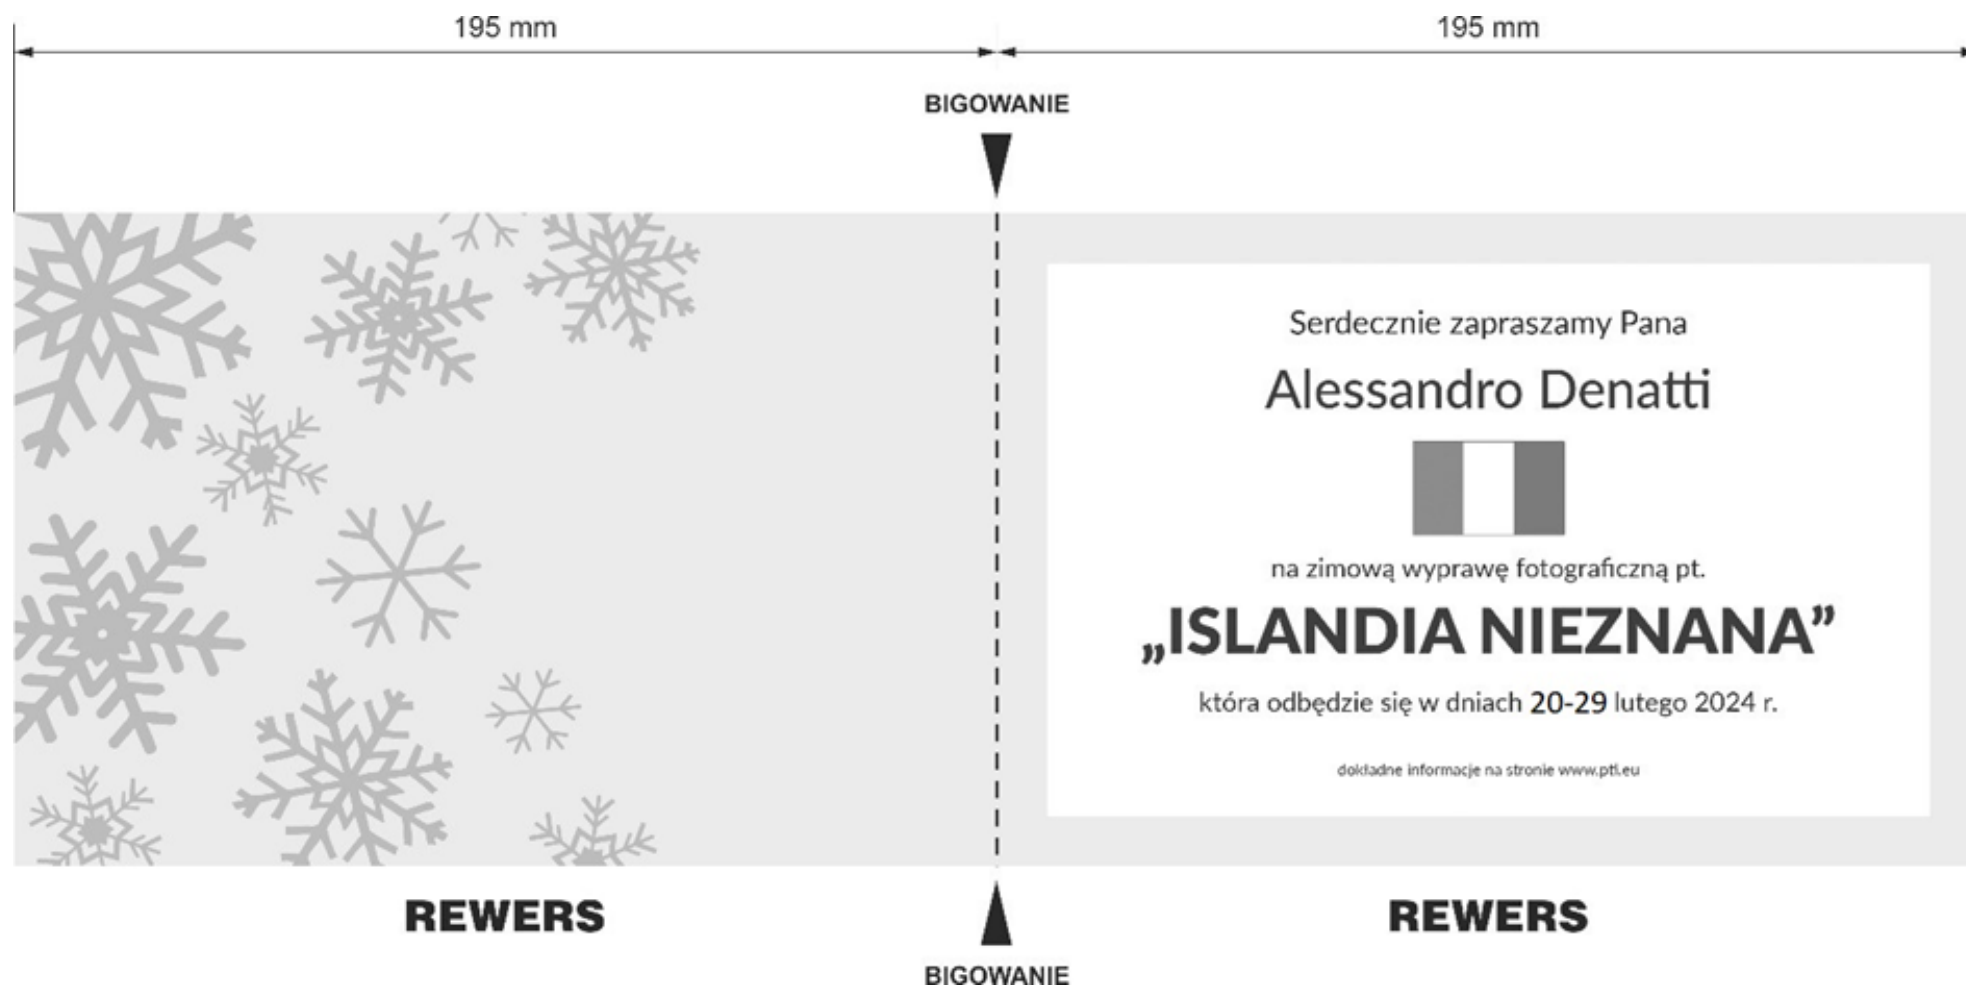 195 mm
195 mm
BIGOWANIE
Serdecznie zapraszamy Pana
Alessandro Denatti
na zimową wyprawę fotograficzną pt.
„ISLANDIA NIEZNANA”
która odbędzie się w dniach 20-29 lutego 2024 r.
dokładne informacje na stronie www.ptl.eu
REWERS
REWERS
BIGOWANIE